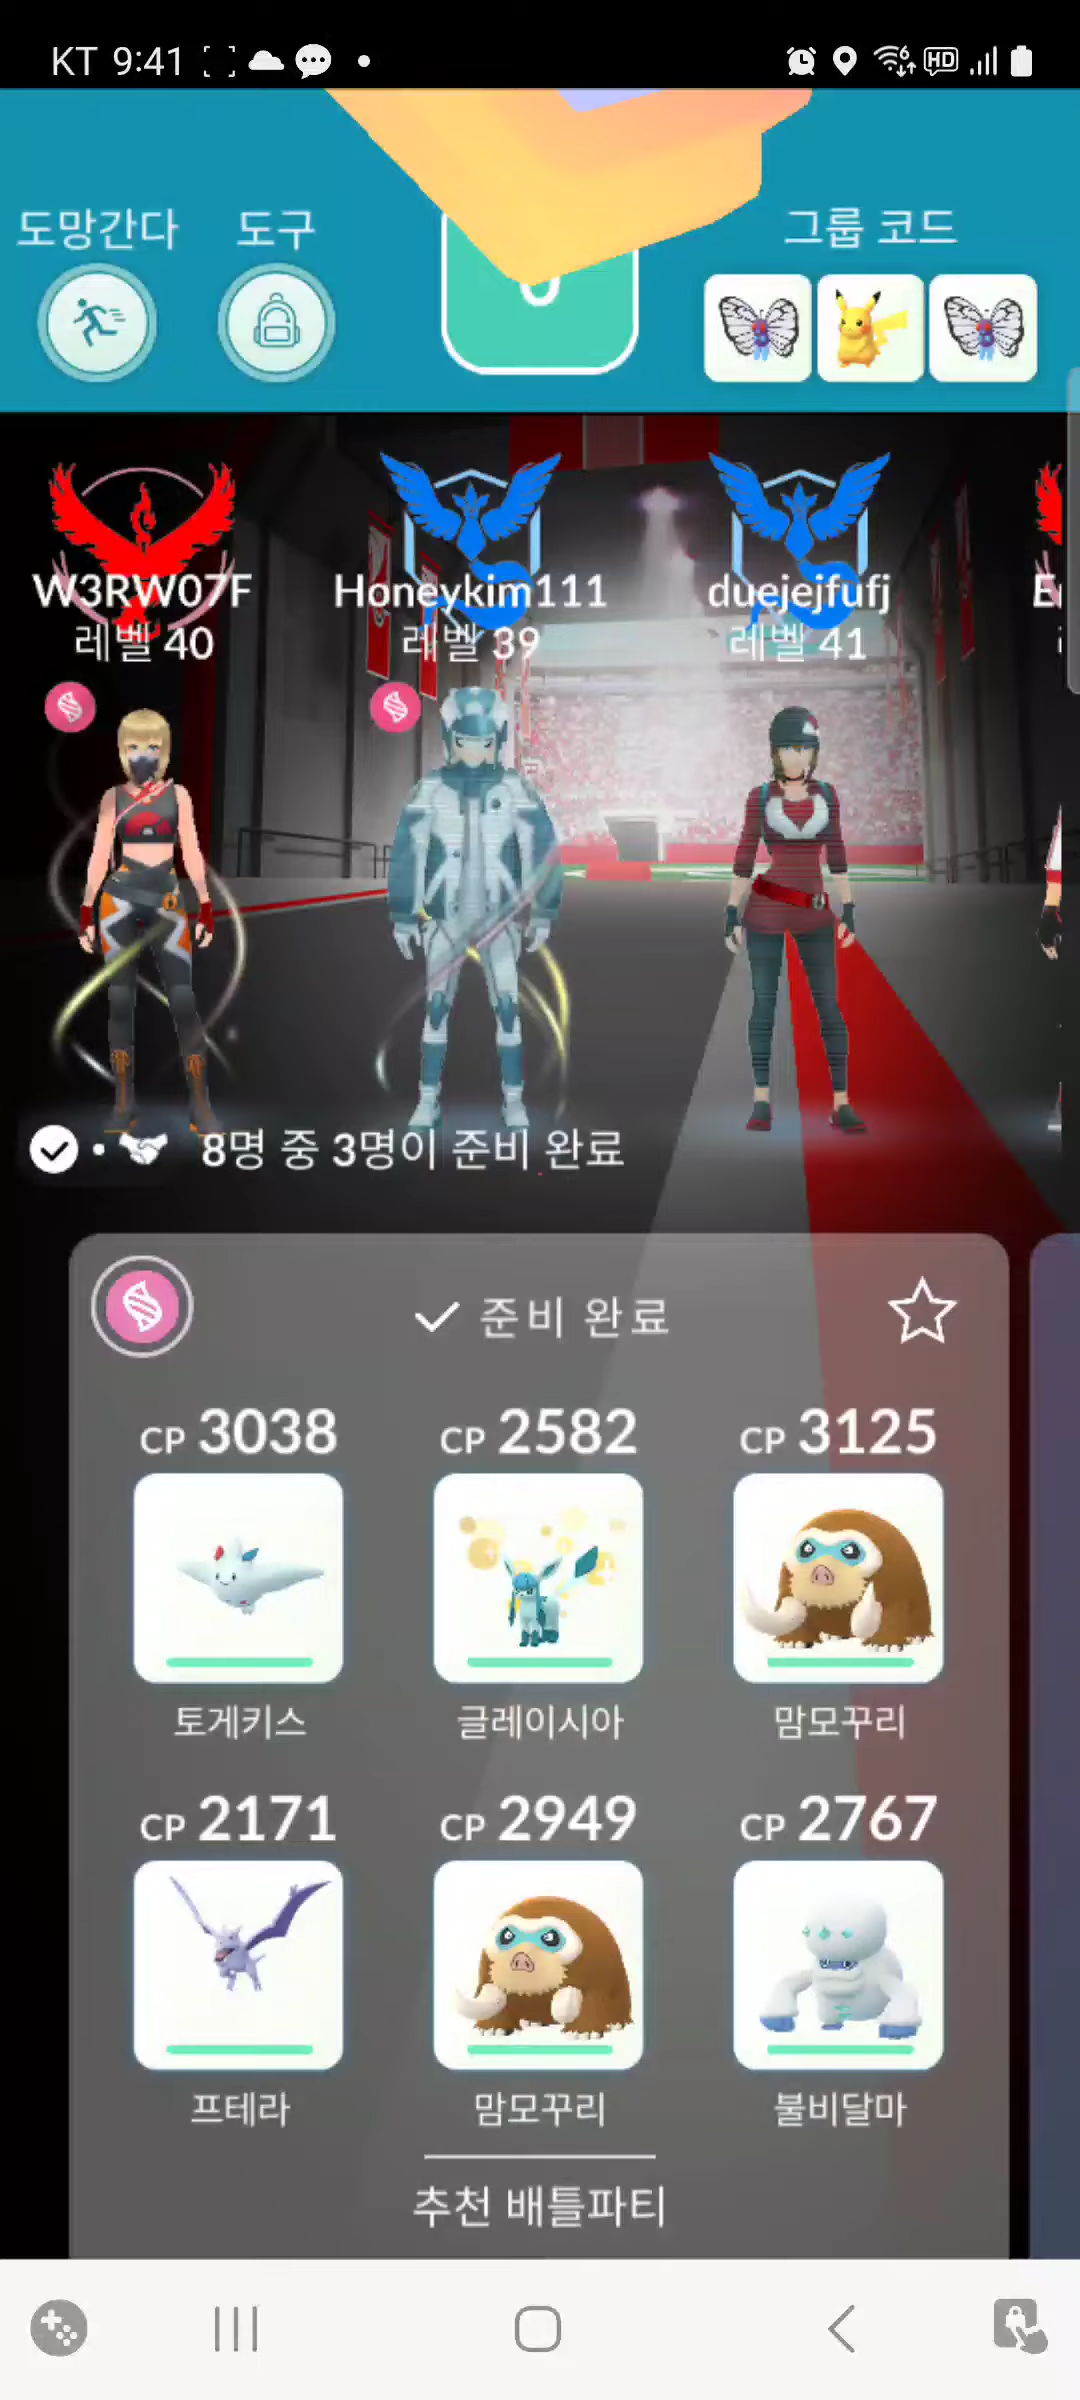 KT 9:41
HD
도망간다
도구
그룹 코드
W3RW07F
Honeykim111
duejejfufj
레벨 40
레벨 39
레벨 41
8명 중 3명이 준비 완료
준비 완료
CP 3038
CP 2582
CP 3125
토게키스
글레이시아
맘모꾸리
CP 2171
CP 2949
CP 2767
프테라
맘모꾸리
불비달마
추천 배틀파티